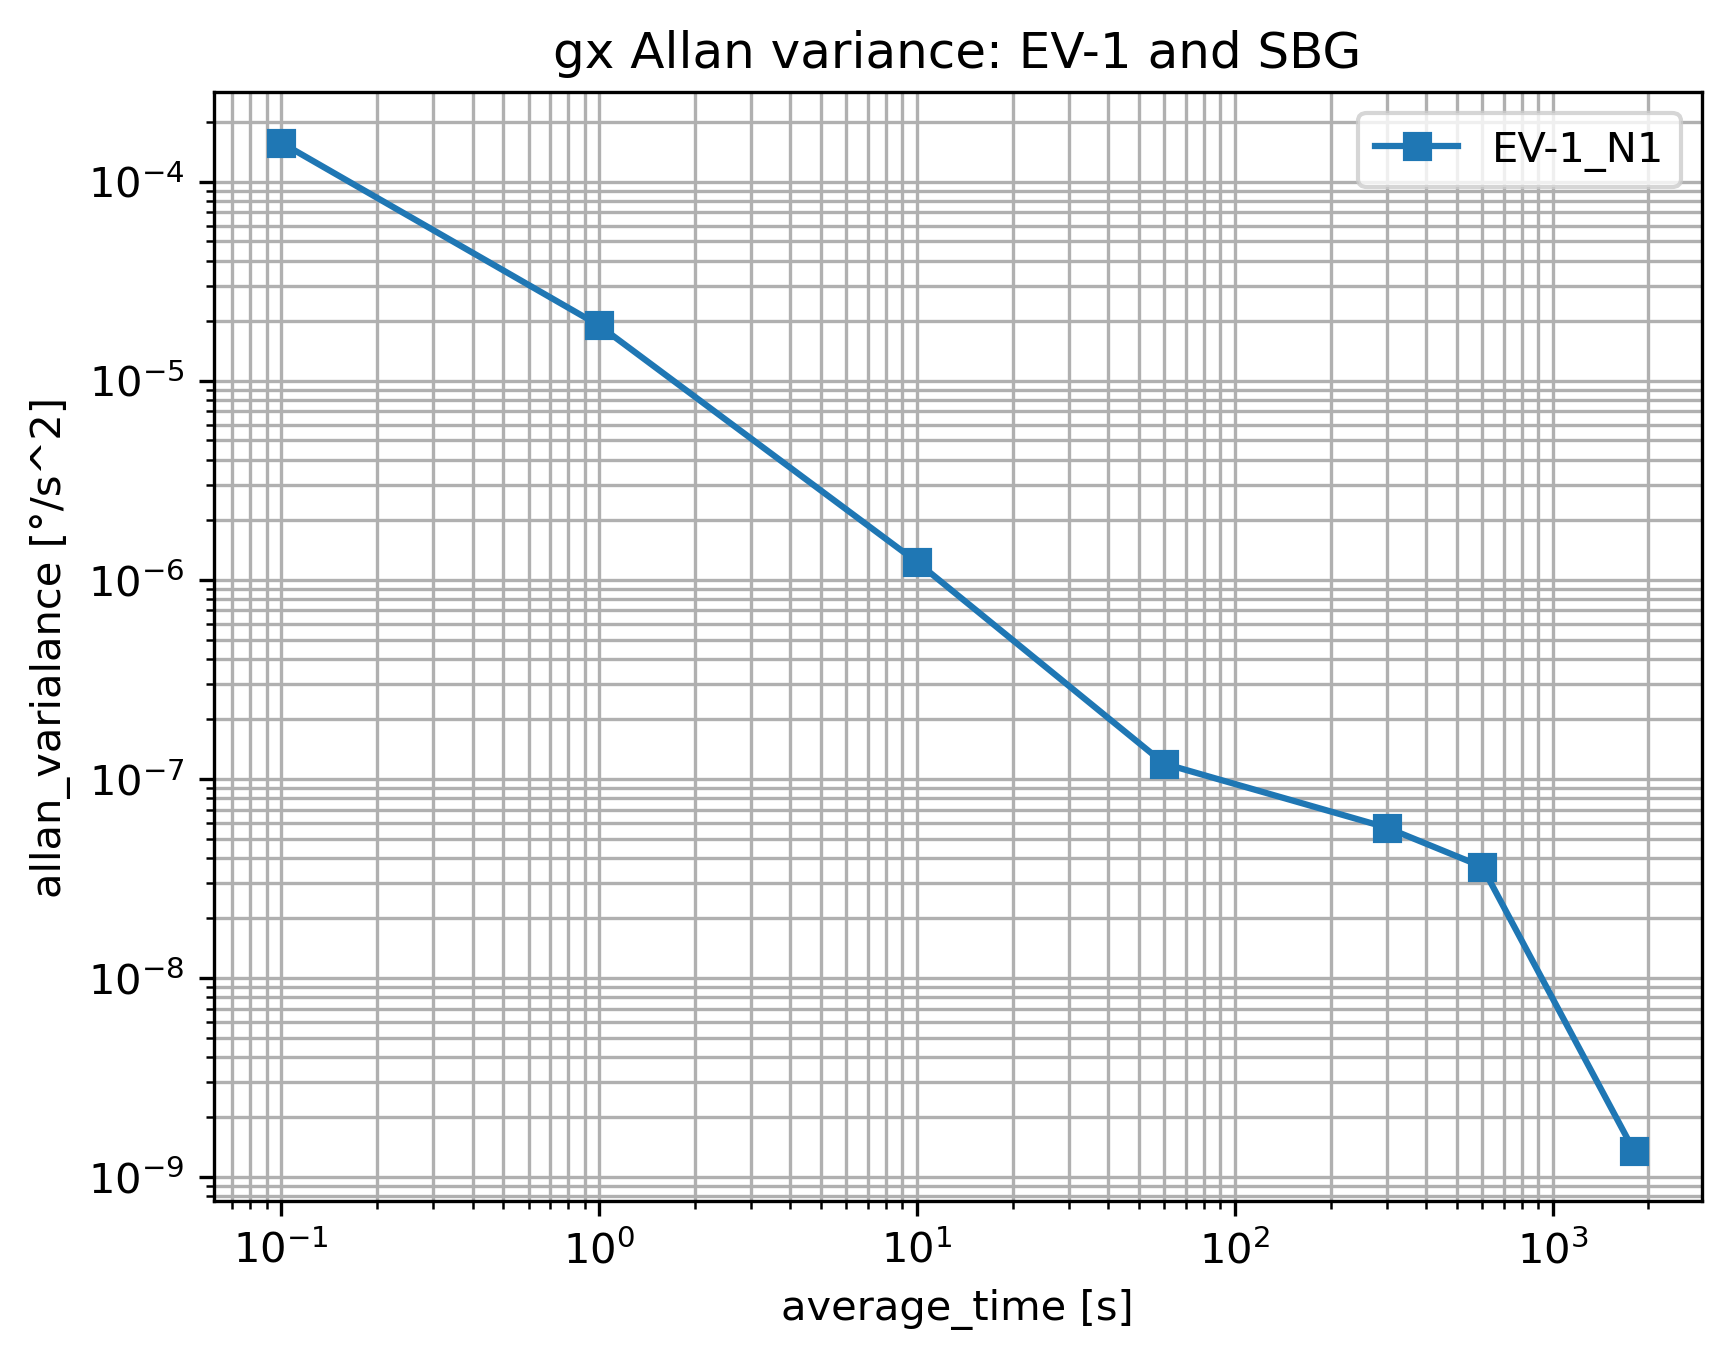 gx Allan variance: EV-1 and SBG
EV-1_N1
allan_varialance [°/s^2]
10⁻⁴
10⁻⁵
10⁻⁶
10⁻⁷
10⁻⁸
10⁻⁹
10⁻¹ 10⁰ 10¹ 10² 10³
average_time [s]